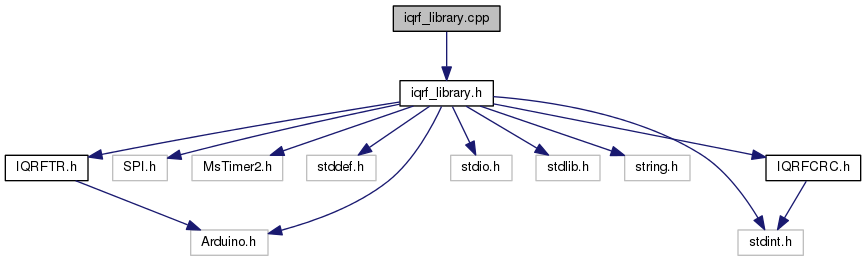 iqrf_library.cpp
iqrf_library.h
IQRFTR.h
SPI.h
MsTimer2.h
stddef.h
stdio.h
stdlib.h
string.h
IQRFCRC.h
Arduino.h
stdint.h